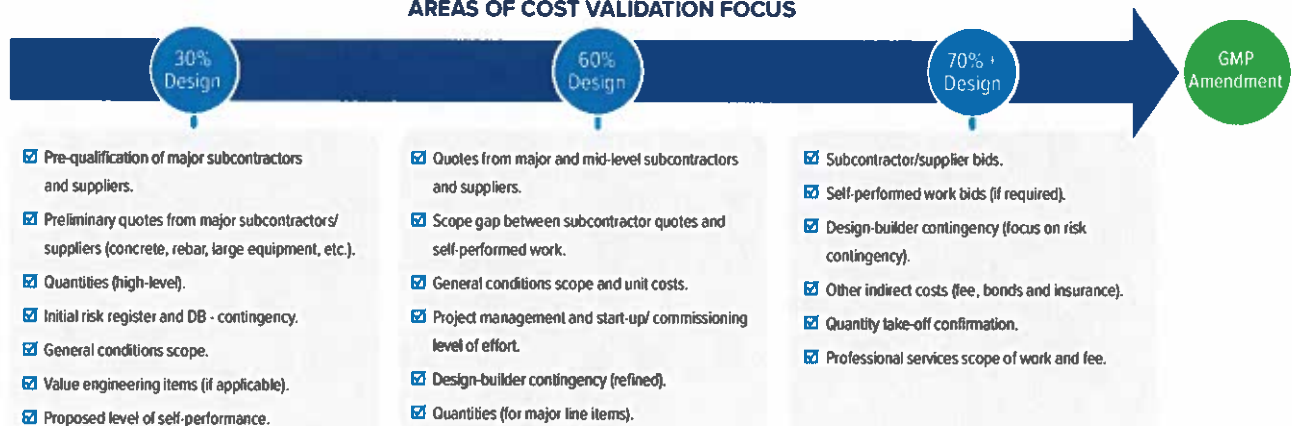 AREAS OF COST VALIDATION FOCUS
30%
Design
60%
Design
70% +
Design
GMP
Amendment
☑ Pre-qualification of major subcontractors
and suppliers.
☑ Preliminary quotes from major subcontractors/
suppliers (concrete, rebar, large equipment, etc.).
☑ Quantities (high-level).
☑ Initial risk register and DB - contingency.
☑ General conditions scope.
☑ Value engineering items (if applicable).
☑ Proposed level of self-performance.
☑ Quotes from major and mid-level subcontractors
and suppliers.
☑ Scope gap between subcontractor quotes and
self-performed work.
☑ General conditions scope and unit costs.
☑ Project management and start-up/ commissioning
level of effort.
☑ Design-builder contingency (refined).
☑ Quantities (for major line items).
☑ Subcontractor/supplier bids.
☑ Self-performed work bids (if required).
☑ Design-builder contingency (focus on risk
contingency).
☑ Other indirect costs (fee, bonds and insurance).
☑ Quantity take-off confirmation.
☑ Professional services scope of work and fee.